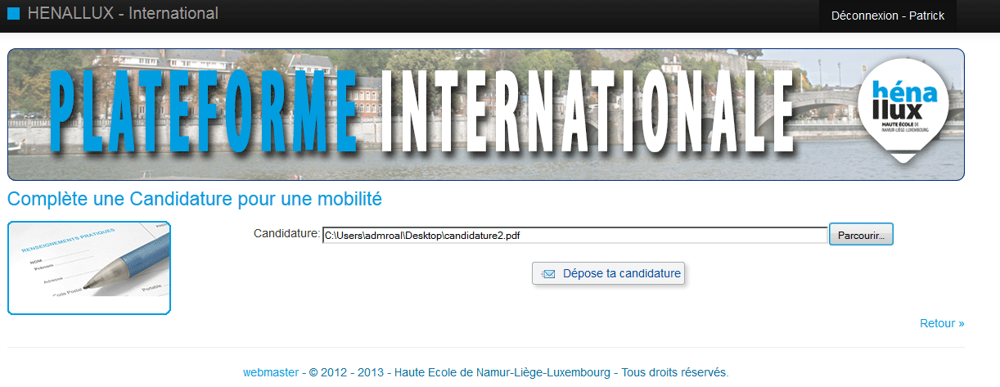 HENALLUX - International
Déconnexion - Patrick
PLATEFORME INTERNATIONALE
héna
llux
HAUTE ÉCOLE DE
NAMUR-LIÈGE-LUXEMBOURG
Complète une Candidature pour une mobilité
RENSEIGNEMENTS PRATIQUES
NOM
Prénom
Adresse
Code Postal
Portable
Candidature: C:\Users\admroal\Desktop\candidature2.pdf Parcourir...
Dépose ta candidature
Retour »
webmaster - © 2012 - 2013 - Haute Ecole de Namur-Liège-Luxembourg - Tous droits réservés.